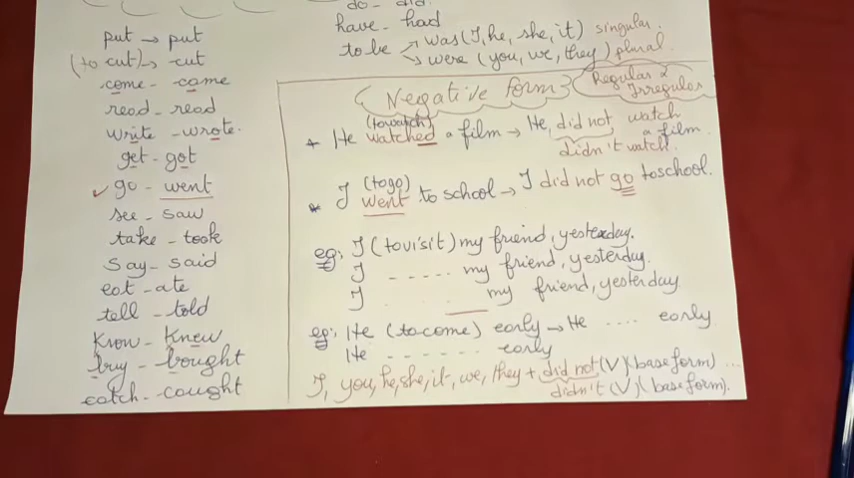 do - did
put → put
(to cut) → cut
come - came
read - read
write - wrote.
get - got
✓ go - went
see - saw
take - took
say - said
eat - ate
tell - told
Know - Knew
buy - bought
catch - caught
have - had
to be → was (I, he, she, it) singular.
→ were (you, we, they) plural.
(Negative form) Regular & Irregular
(to watch)
* He watched a film → He, did not watch a film.
didn't watch.
(to go)
* I went to school → I did not go to school.
eg: I (to visit) my friend, yesterday.
I ...... my friend, yesterday.
I . . __ my friend, yesterday
eg: He (to come) early → He .... early
He ...... early
I, you, he, she, it, we, they + did not (V) (base form) ...
didn't (V) (base form).